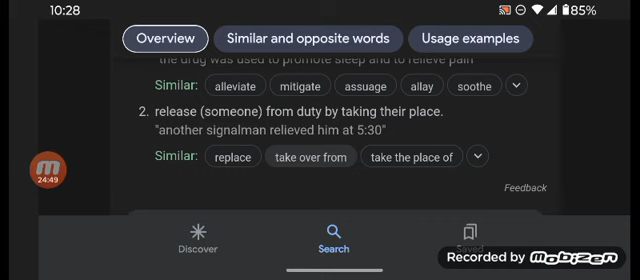 10:28
85%
Overview
Similar and opposite words
Usage examples
the drug was used to promote sleep and to relieve pain
Similar: alleviate mitigate assuage allay soothe
2. release (someone) from duty by taking their place.
"another signalman relieved him at 5:30"
Similar: replace take over from take the place of
24:49
Feedback
Discover
Search
Saved
Recorded by mobizen